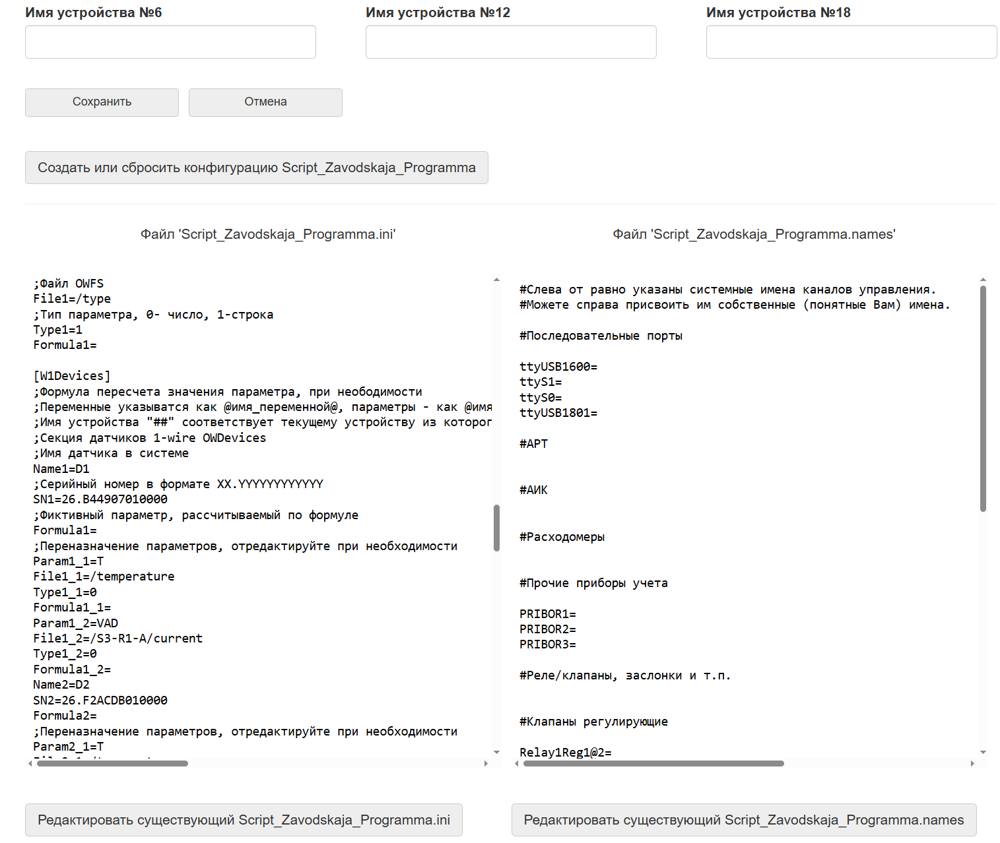 Имя устройства №6
Имя устройства №12
Имя устройства №18
Сохранить
Отмена
Создать или сбросить конфигурацию Script_Zavodskaja_Programma
Файл 'Script_Zavodskaja_Programma.ini'
;Файл OWFS
File1=/type
;Тип параметра, 0- число, 1-строка
Type1=1
Formula1=
[W1Devices]
;Формула пересчета значения параметра, при неободимости
;Переменные указыватся как @имя_переменной@, параметры - как @имя
;Имя устройства "##" соответствует текущему устройству из которог
;Секция датчиков 1-wire OWDevices
;Имя датчика в системе
Name1=D1
;Серийный номер в формате XX.YYYYYYYYYYYY
SN1=26.B44907010000
;Фиктивный параметр, рассчитываемый по формуле
Formula1=
;Переназначение параметров, отредактируйте при необходимости
Param1_1=T
File1_1=/temperature
Type1_1=0
Formula1_1=
Param1_2=VAD
File1_2=/S3-R1-A/current
Type1_2=0
Formula1_2=
Name2=D2
SN2=26.F2ACDB010000
Formula2=
;Переназначение параметров, отредактируйте при необходимости
Param2_1=T
Файл 'Script_Zavodskaja_Programma.names'
#Слева от равно указаны системные имена каналов управления.
#Можете справа присвоить им собственные (понятные Вам) имена.
#Последовательные порты
ttyUSB1600=
ttyS1=
ttyS0=
ttyUSB1801=
#АРТ
#АИК
#Расходомеры
#Прочие приборы учета
PRIBOR1=
PRIBOR2=
PRIBOR3=
#Реле/клапаны, заслонки и т.п.
#Клапаны регулирующие
Relay1Reg1@2=
Редактировать существующий Script_Zavodskaja_Programma.ini
Редактировать существующий Script_Zavodskaja_Programma.names